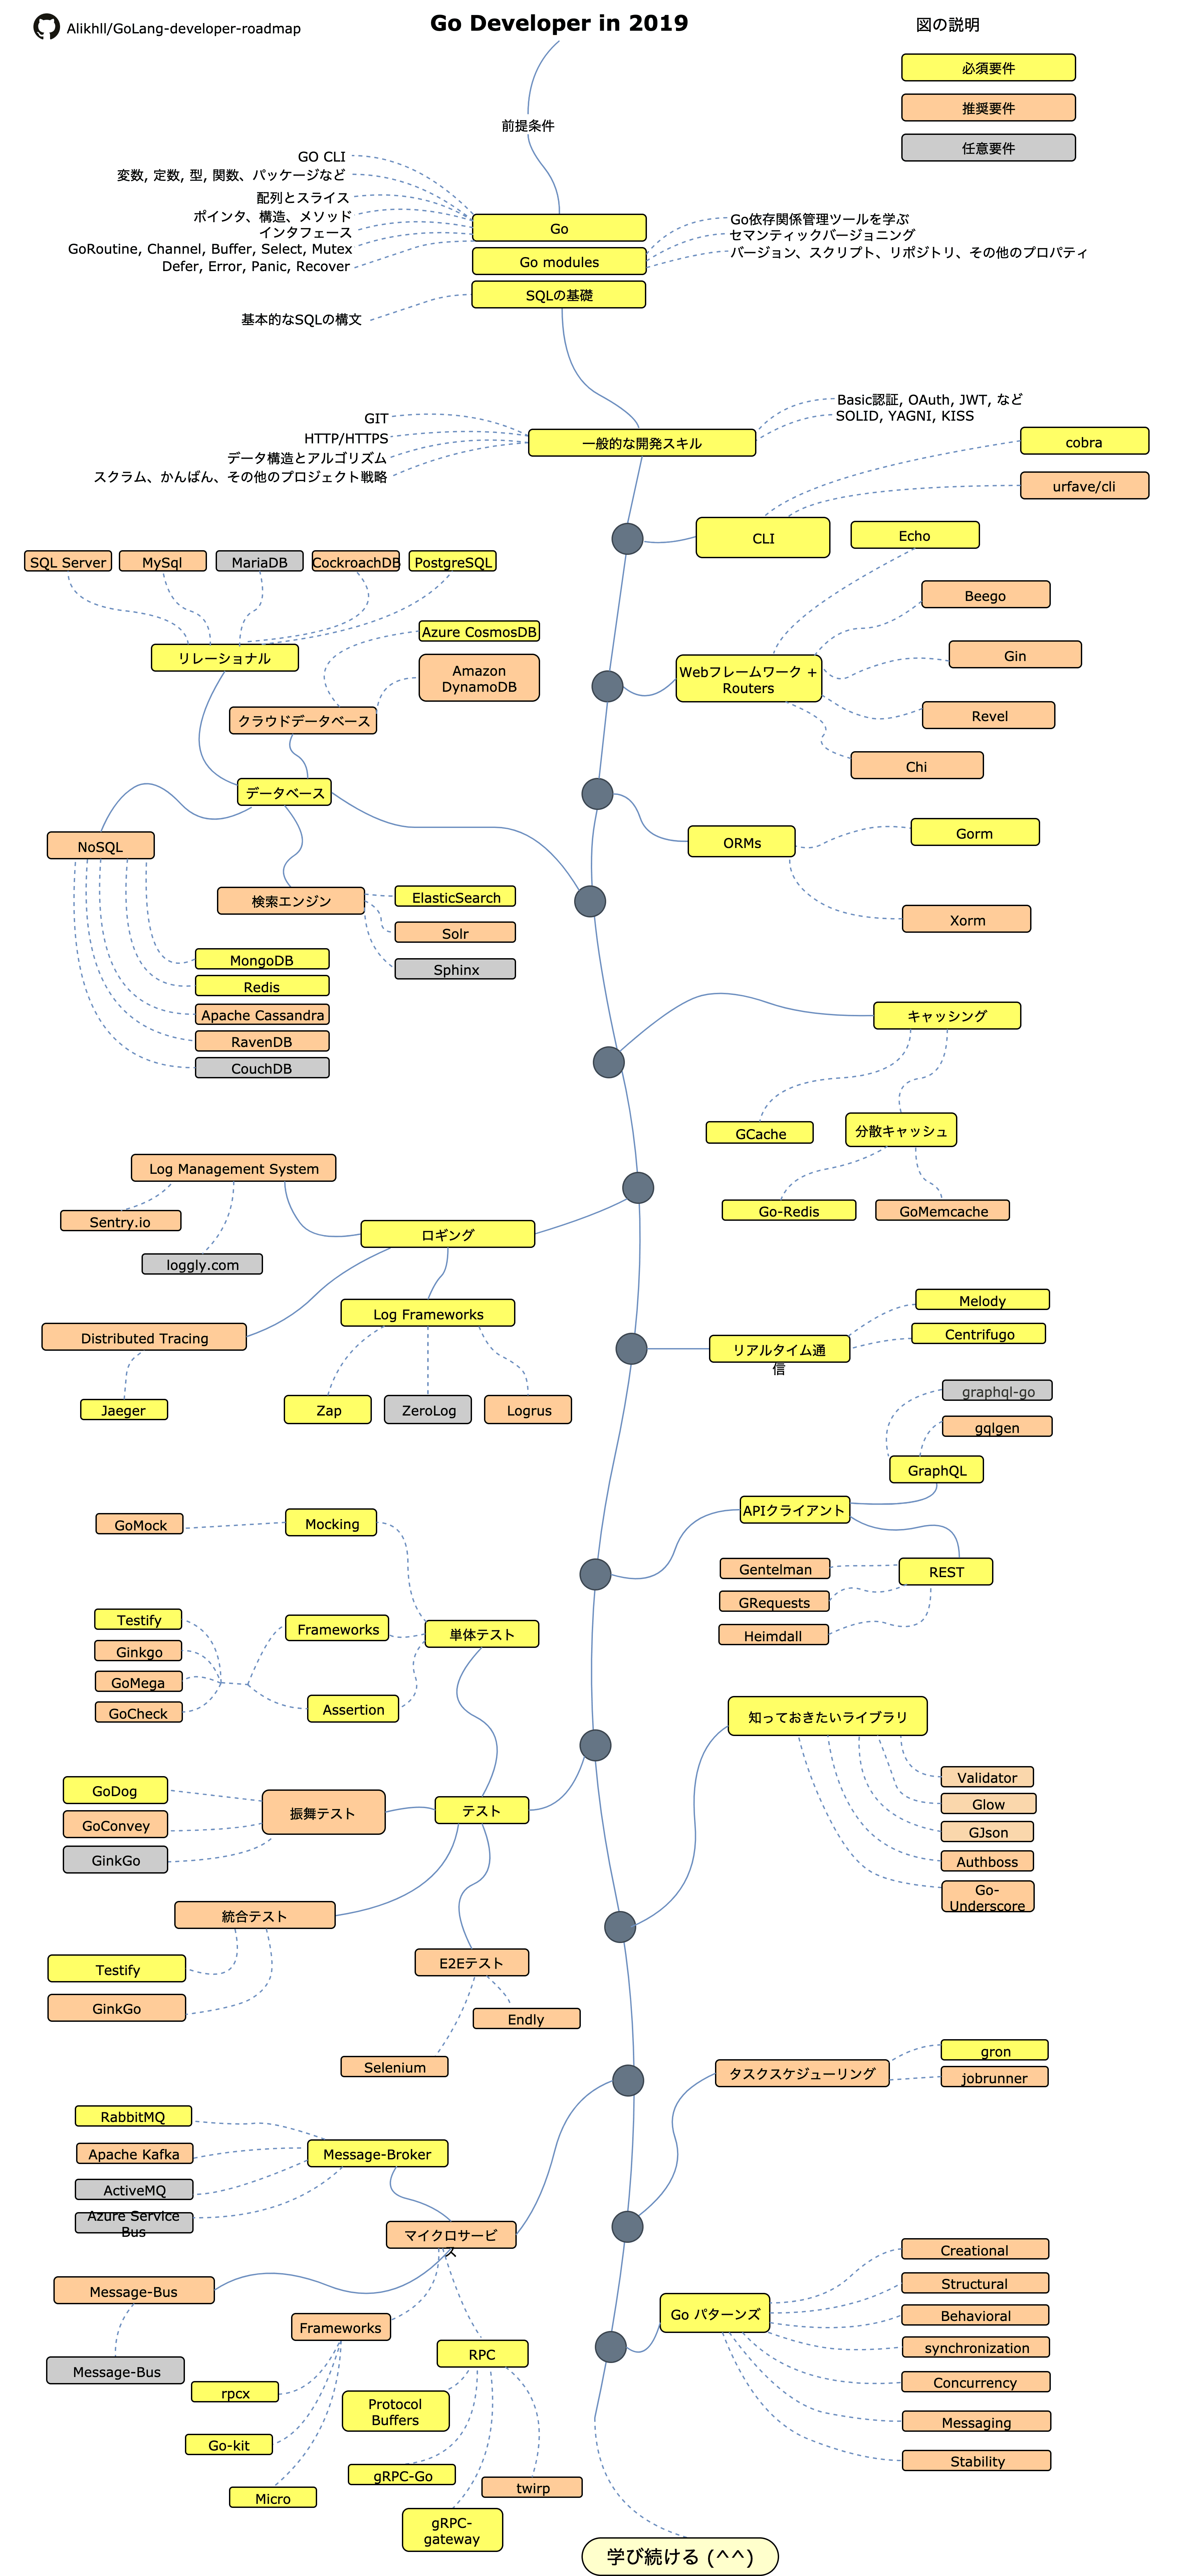 Alikhll/GoLang-developer-roadmap
Go Developer in 2019
図の説明
必須要件
推奨要件
任意要件
前提条件
GO CLI
変数, 定数, 型, 関数、パッケージなど
配列とスライス
ポインタ、構造、メソッド
インタフェース
GoRoutine, Channel, Buffer, Select, Mutex
Defer, Error, Panic, Recover
Go
Go modules
SQLの基礎
Go依存関係管理ツールを学ぶ
セマンティックバージョニング
バージョン、スクリプト、リポジトリ、その他のプロパティ
基本的なSQLの構文
GIT
HTTP/HTTPS
データ構造とアルゴリズム
スクラム、かんばん、その他のプロジェクト戦略
一般的な開発スキル
Basic認証, OAuth, JWT, など
SOLID, YAGNI, KISS
cobra
urfave/cli
CLI
Echo
Beego
Gin
Revel
Chi
Webフレームワーク +
Routers
SQL Server
MySql
MariaDB
CockroachDB
PostgreSQL
リレーショナル
Azure CosmosDB
Amazon
DynamoDB
クラウドデータベース
データベース
NoSQL
検索エンジン
ElasticSearch
Solr
Sphinx
MongoDB
Redis
Apache Cassandra
RavenDB
CouchDB
ORMs
Gorm
Xorm
キャッシング
GCache
分散キャッシュ
Go-Redis
GoMemcache
Log Management System
Sentry.io
loggly.com
ロギング
Log Frameworks
Distributed Tracing
Jaeger
Zap
ZeroLog
Logrus
Melody
Centrifugo
リアルタイム通
信
graphql-go
gqlgen
GraphQL
APIクライアント
REST
Gentelman
GRequests
Heimdall
GoMock
Mocking
Testify
Ginkgo
GoMega
GoCheck
Frameworks
Assertion
単体テスト
知っておきたいライブラリ
Validator
Glow
GJson
Authboss
Go-
Underscore
GoDog
GoConvey
GinkGo
振舞テスト
テスト
統合テスト
Testify
GinkGo
E2Eテスト
Endly
Selenium
タスクスケジューリング
gron
jobrunner
RabbitMQ
Apache Kafka
ActiveMQ
Azure Service
Bus
Message-Broker
マイクロサービ
ス
Message-Bus
Message-Bus
Frameworks
rpcx
Go-kit
Micro
RPC
Protocol
Buffers
gRPC-Go
twirp
gRPC-
gateway
Go パターンズ
Creational
Structural
Behavioral
synchronization
Concurrency
Messaging
Stability
学び続ける (^^)